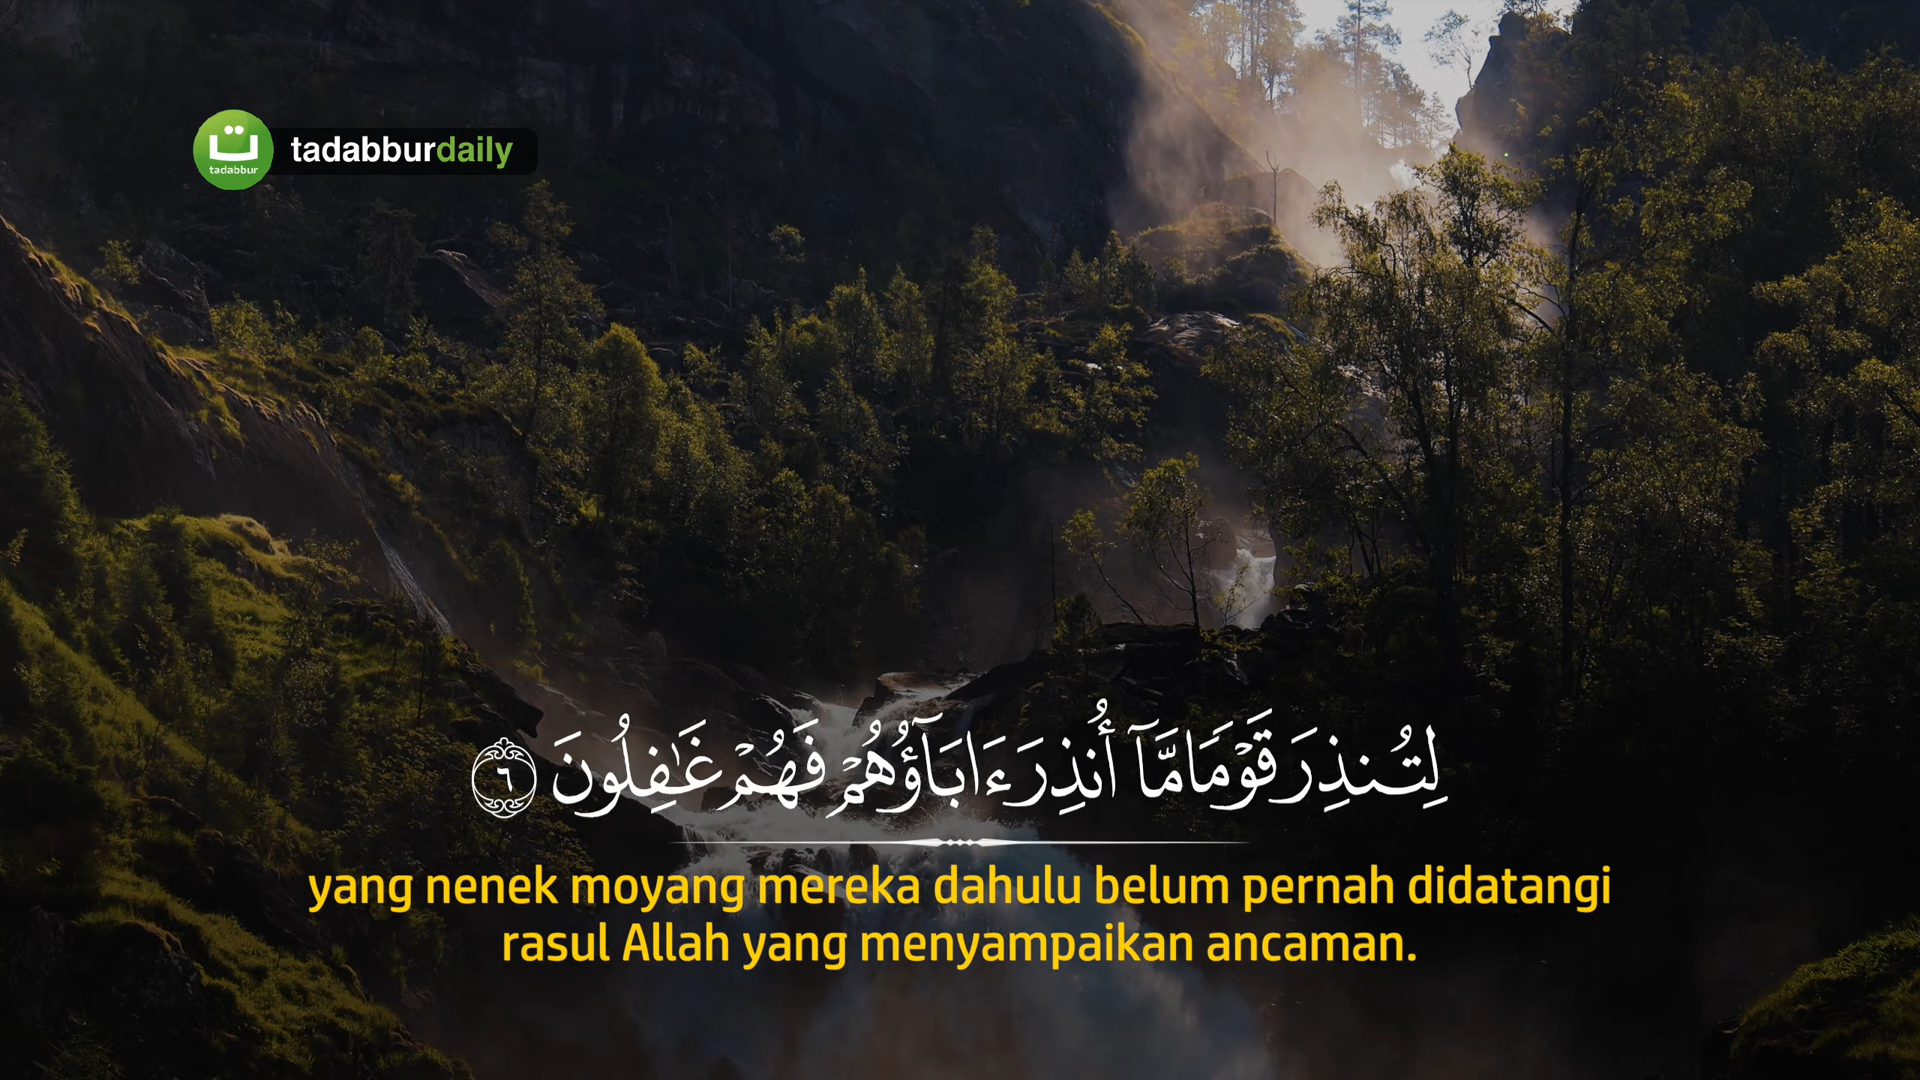 ت
tadabbur
tadabburdaily
لِتُنذِرَ قَوْمًا مَّآ أُنذِرَ ءَابَآؤُهُمْ فَهُمْ غَٰفِلُونَ ٦
yang nenek moyang mereka dahulu belum pernah didatangi
rasul Allah yang menyampaikan ancaman.